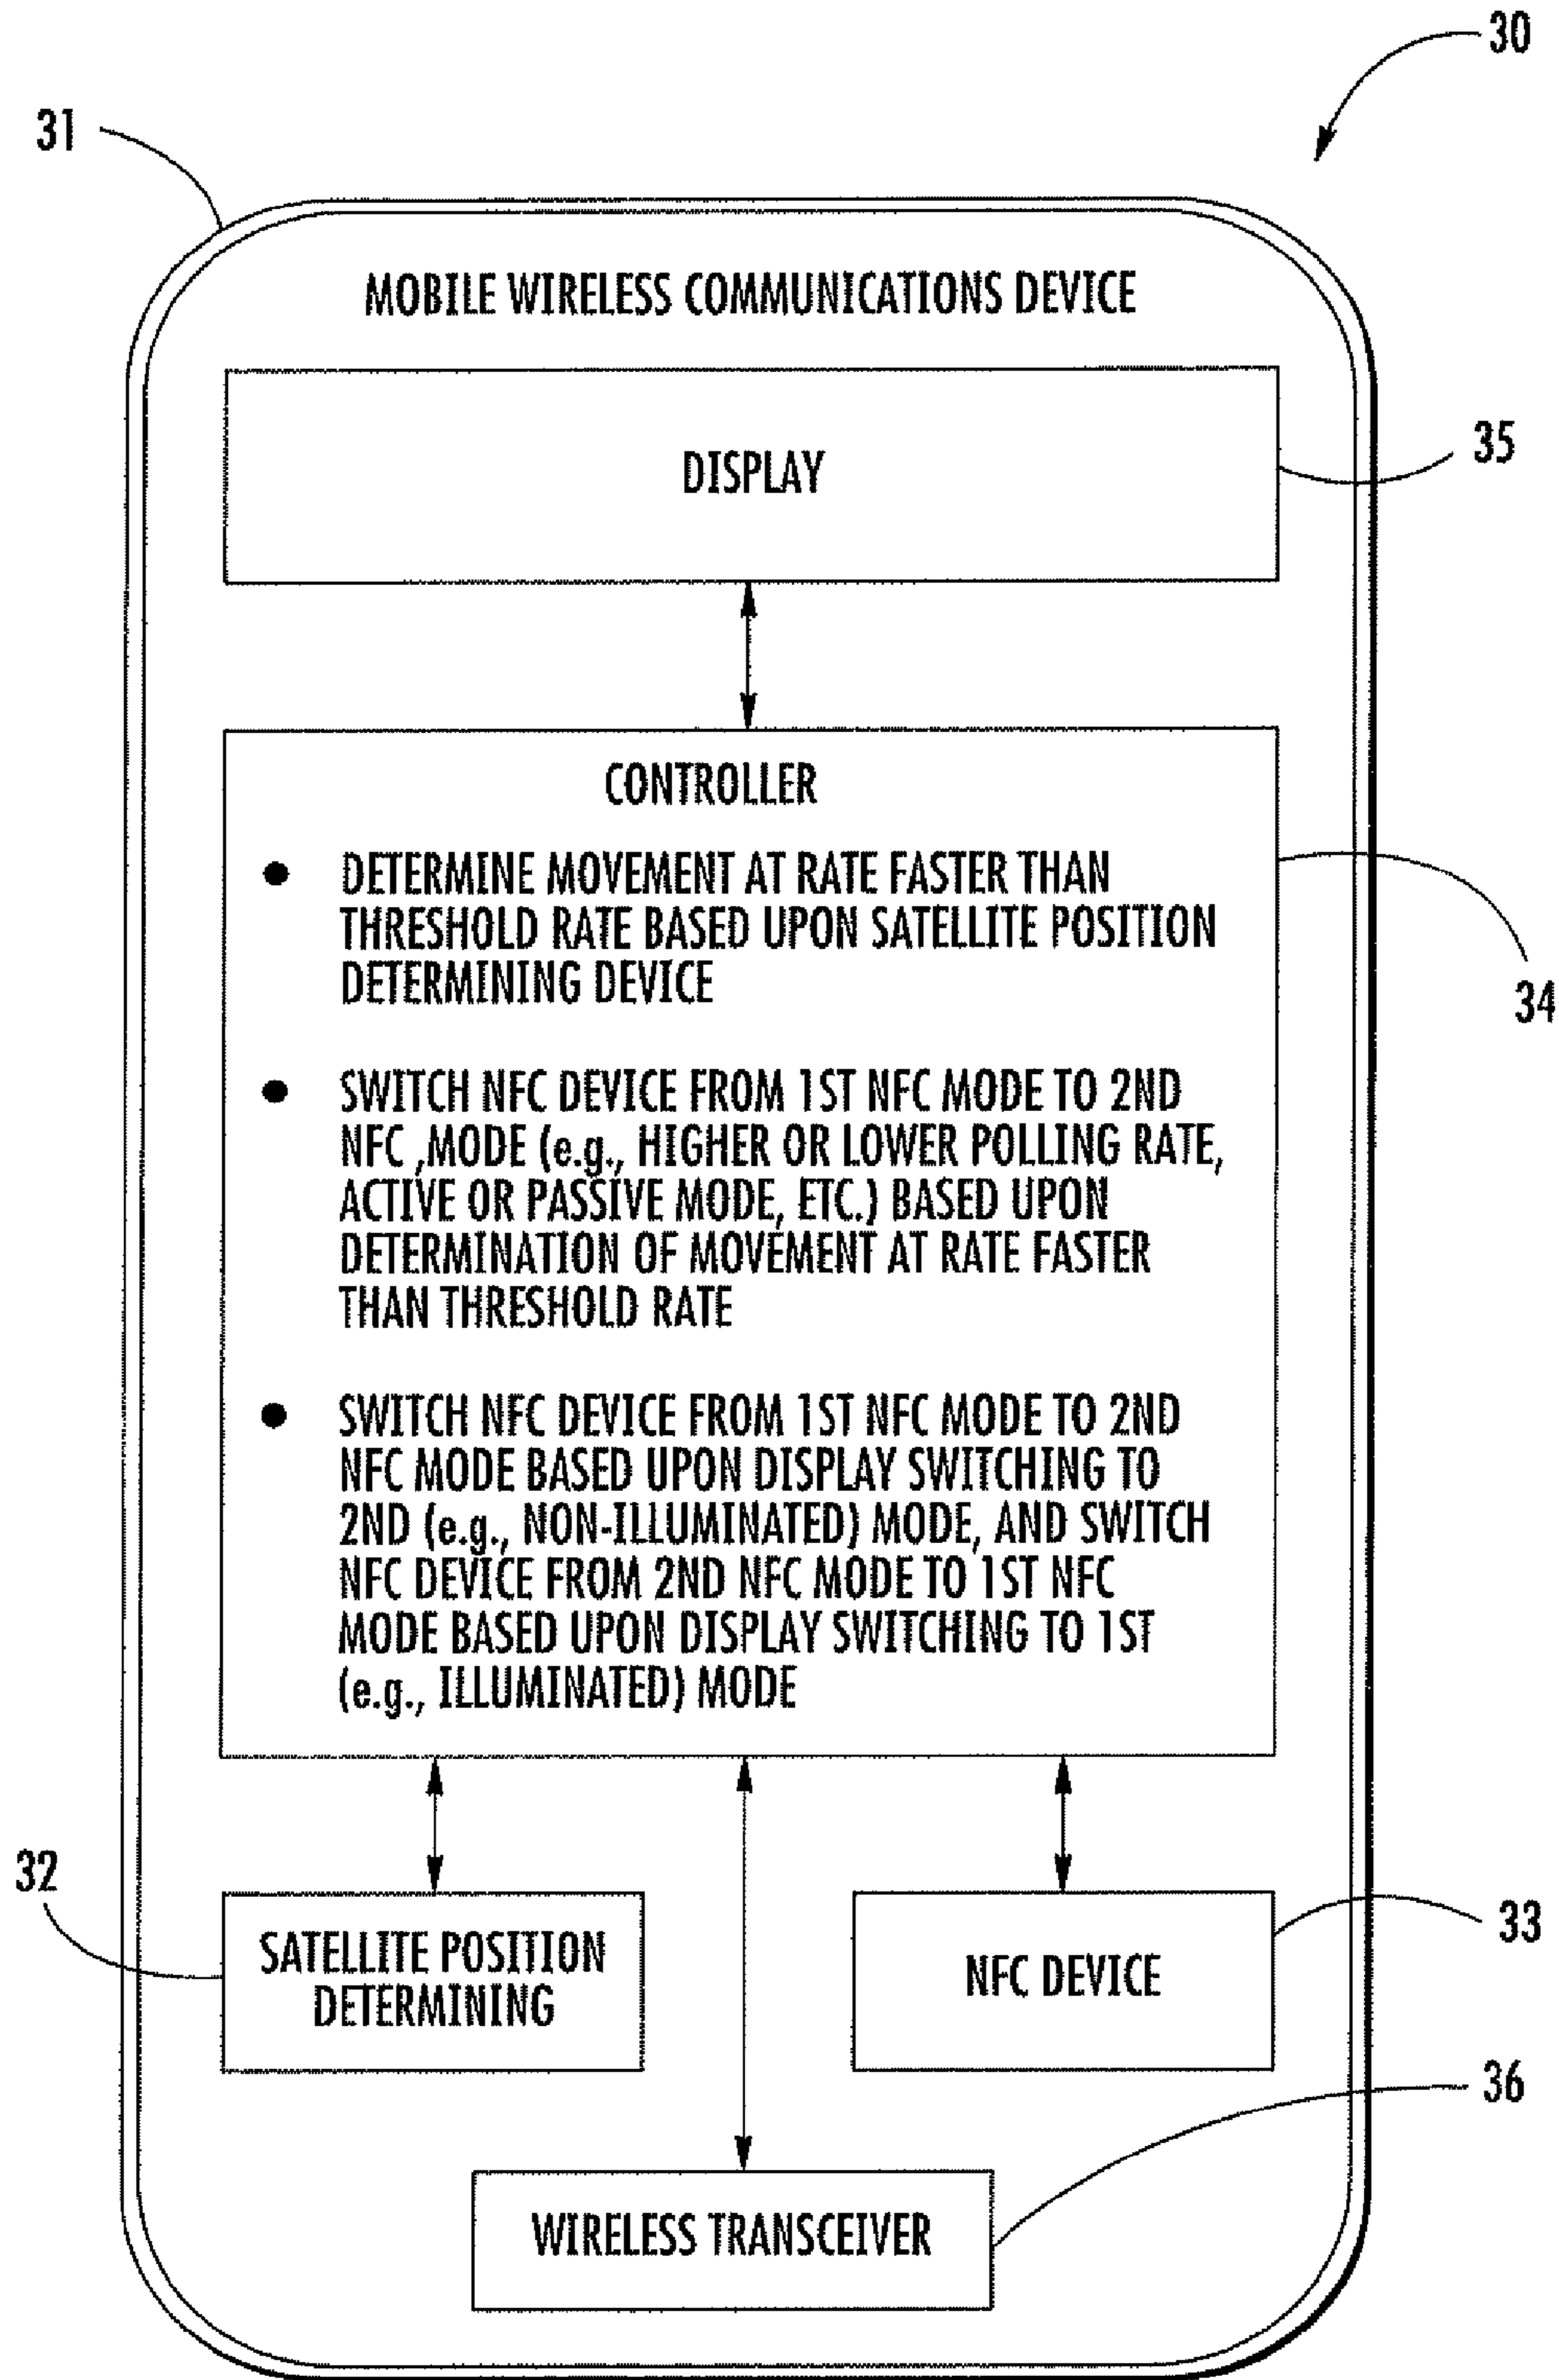 30
31
MOBILE WIRELESS COMMUNICATIONS DEVICE
DISPLAY
35
CONTROLLER
● DETERMINE MOVEMENT AT RATE FASTER THAN
THRESHOLD RATE BASED UPON SATELLITE POSITION
DETERMINING DEVICE
34
● SWITCH NFC DEVICE FROM 1ST NFC MODE TO 2ND
NFC ,MODE (e.g., HIGHER OR LOWER POLLING RATE,
ACTIVE OR PASSIVE MODE, ETC.) BASED UPON
DETERMINATION OF MOVEMENT AT RATE FASTER
THAN THRESHOLD RATE
● SWITCH NFC DEVICE FROM 1ST NFC MODE TO 2ND
NFC MODE BASED UPON DISPLAY SWITCHING TO
2ND (e.g., NON-ILLUMINATED) MODE, AND SWITCH
NFC DEVICE FROM 2ND NFC MODE TO 1ST NFC
MODE BASED UPON DISPLAY SWITCHING TO 1ST
(e.g., ILLUMINATED) MODE
32
SATELLITE POSITION
DETERMINING
NFC DEVICE
33
36
WIRELESS TRANSCEIVER